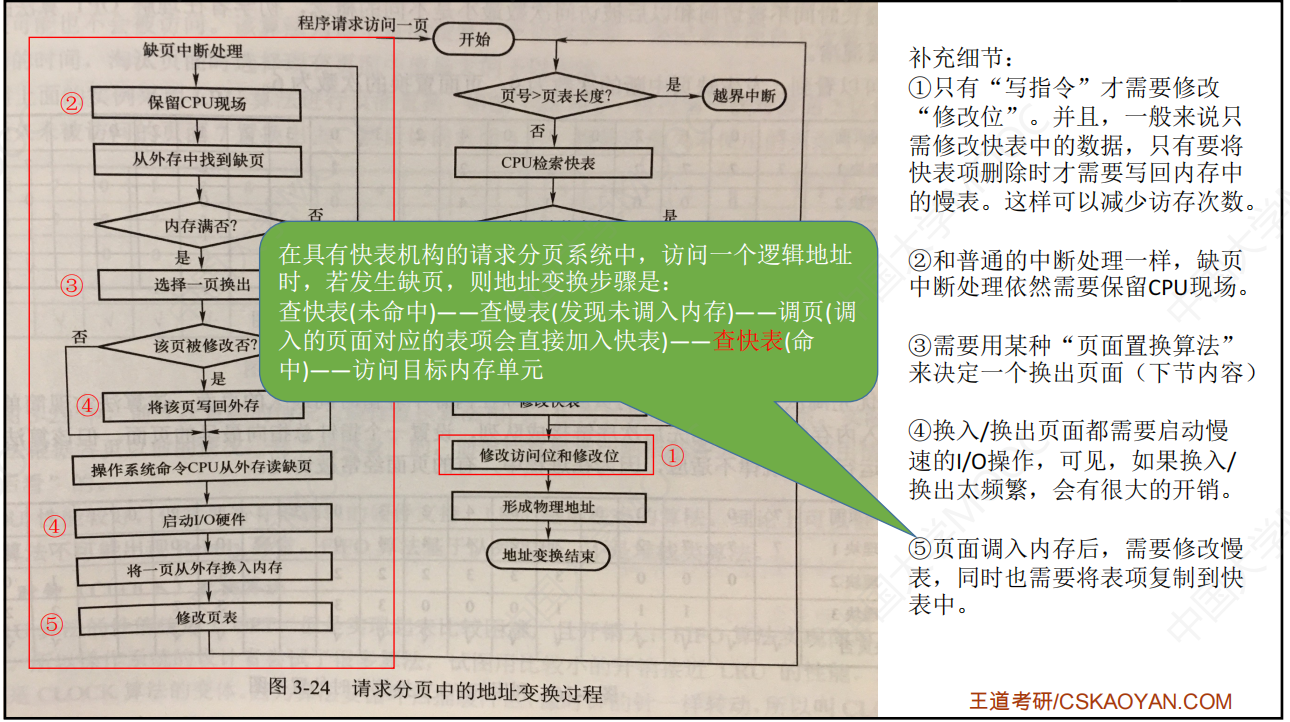 程序请求访问一页
开始
缺页中断处理
②
保留CPU现场
页号>页表长度?
是
越界中断
否
从外存中找到缺页
CPU检索快表
内存满否?
否
是
是
③
选择一页换出
否
该页被修改否?
是
④
将该页写回外存
修改快表
操作系统命令CPU从外存读缺页
修改访问位和修改位
①
④
启动I/O硬件
形成物理地址
将一页从外存换入内存
地址变换结束
⑤
修改页表
图 3-24 请求分页中的地址变换过程
在具有快表机构的请求分页系统中，访问一个逻辑地址
时，若发生缺页，则地址变换步骤是：
查快表(未命中)——查慢表(发现未调入内存)——调页(调
入的页面对应的表项会直接加入快表)——查快表(命
中)——访问目标内存单元
补充细节：
①只有“写指令”才需要修改
“修改位”。并且，一般来说只
需修改快表中的数据，只有要将
快表项删除时才需要写回内存中
的慢表。这样可以减少访存次数。
②和普通的中断处理一样，缺页
中断处理依然需要保留CPU现场。
③需要用某种“页面置换算法”
来决定一个换出页面（下节内容）
④换入/换出页面都需要启动慢
速的I/O操作，可见，如果换入/
换出太频繁，会有很大的开销。
⑤页面调入内存后，需要修改慢
表，同时也需要将表项复制到快
表中。
王道考研/CSKAOYAN.COM